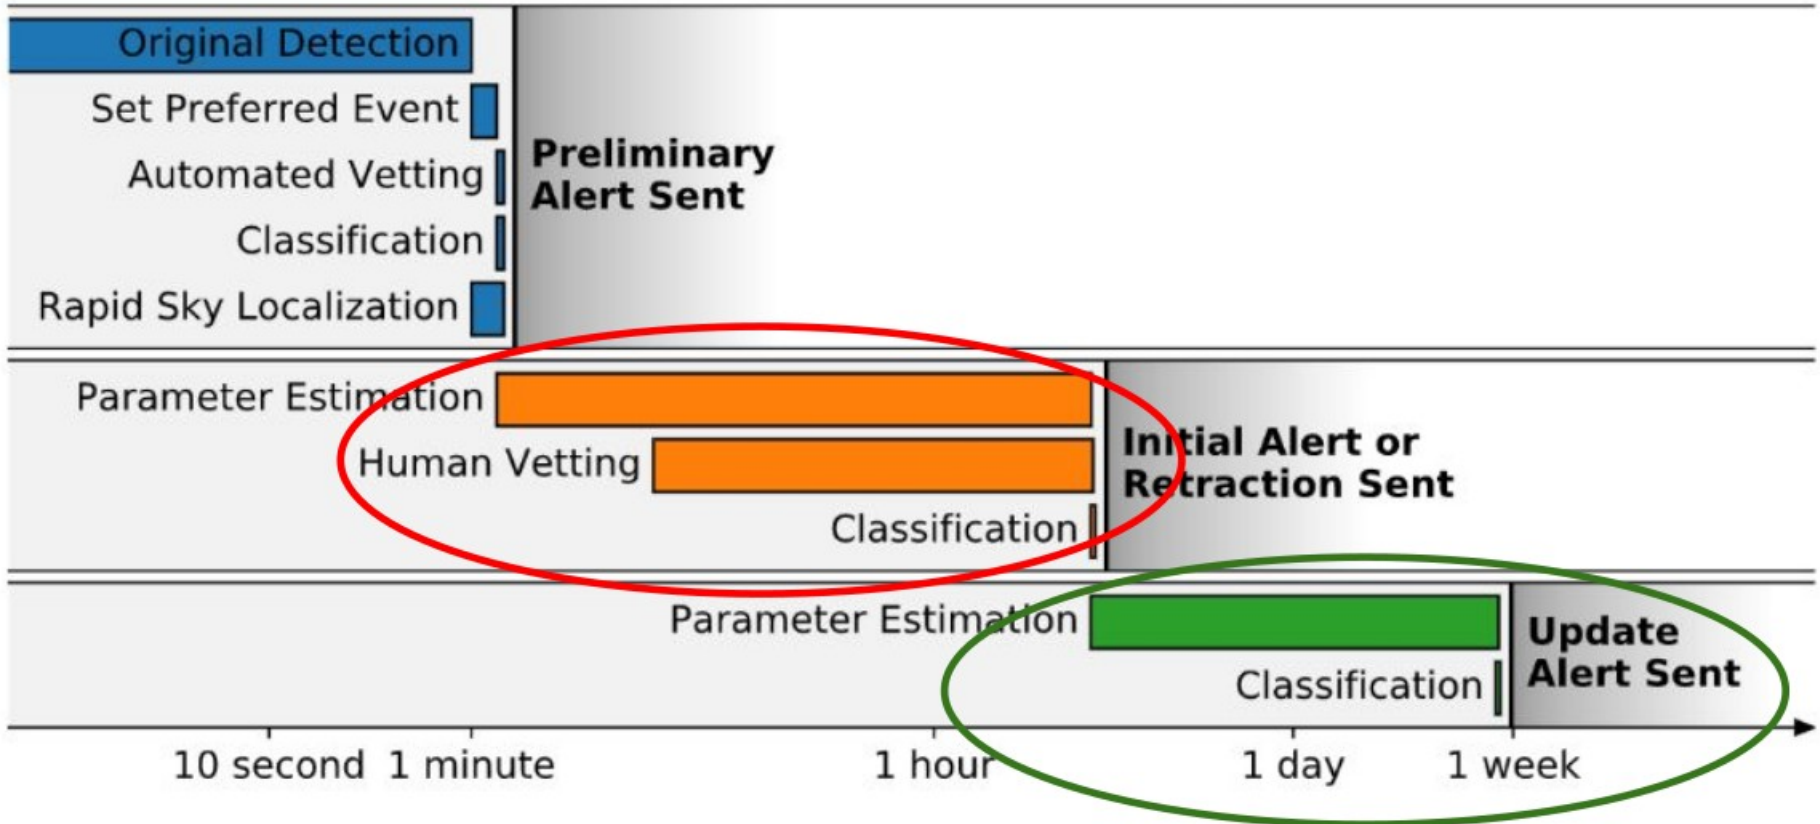 Original Detection
Set Preferred Event
Automated Vetting
Classification
Rapid Sky Localization
Preliminary
Alert Sent
Parameter Estimation
Human Vetting
Classification
Initial Alert or
Retraction Sent
Parameter Estimation
Classification
Update
Alert Sent
10 second 1 minute 1 hour 1 day 1 week